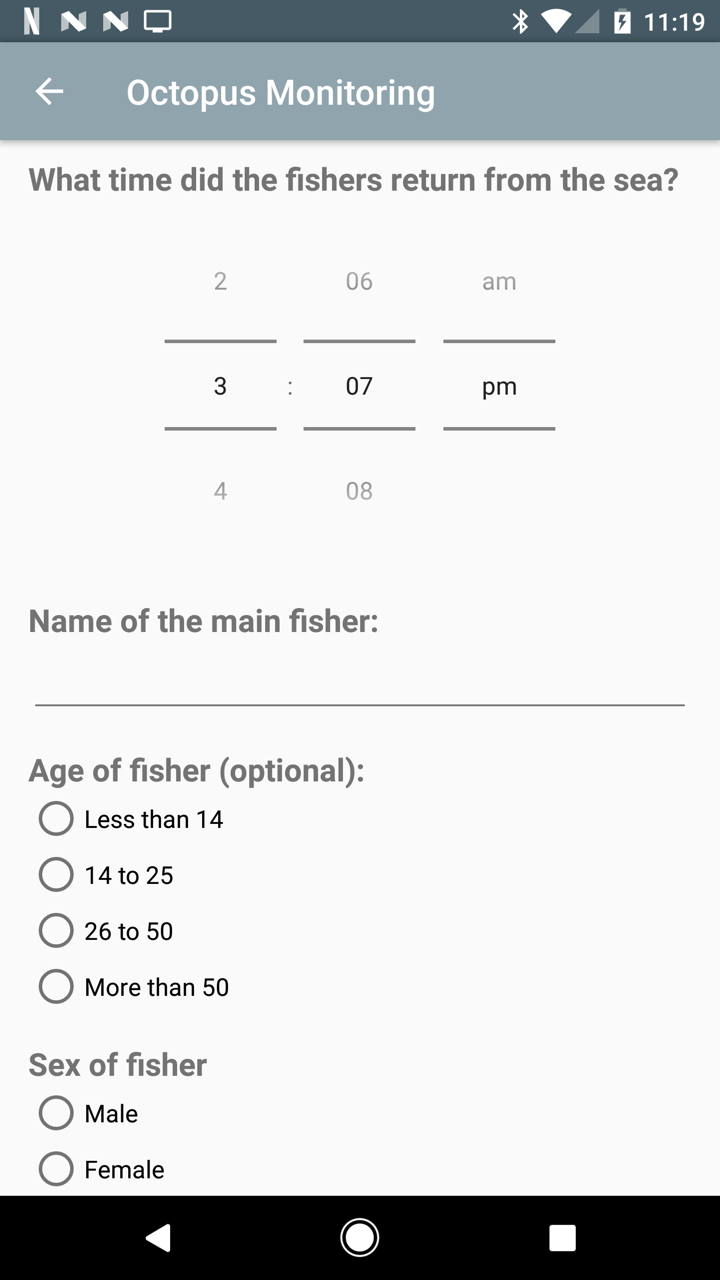 11:19
Octopus Monitoring
What time did the fishers return from the sea?
2 06 am
3 : 07 pm
4 08
Name of the main fisher:
Age of fisher (optional):
Less than 14
14 to 25
26 to 50
More than 50
Sex of fisher
Male
Female